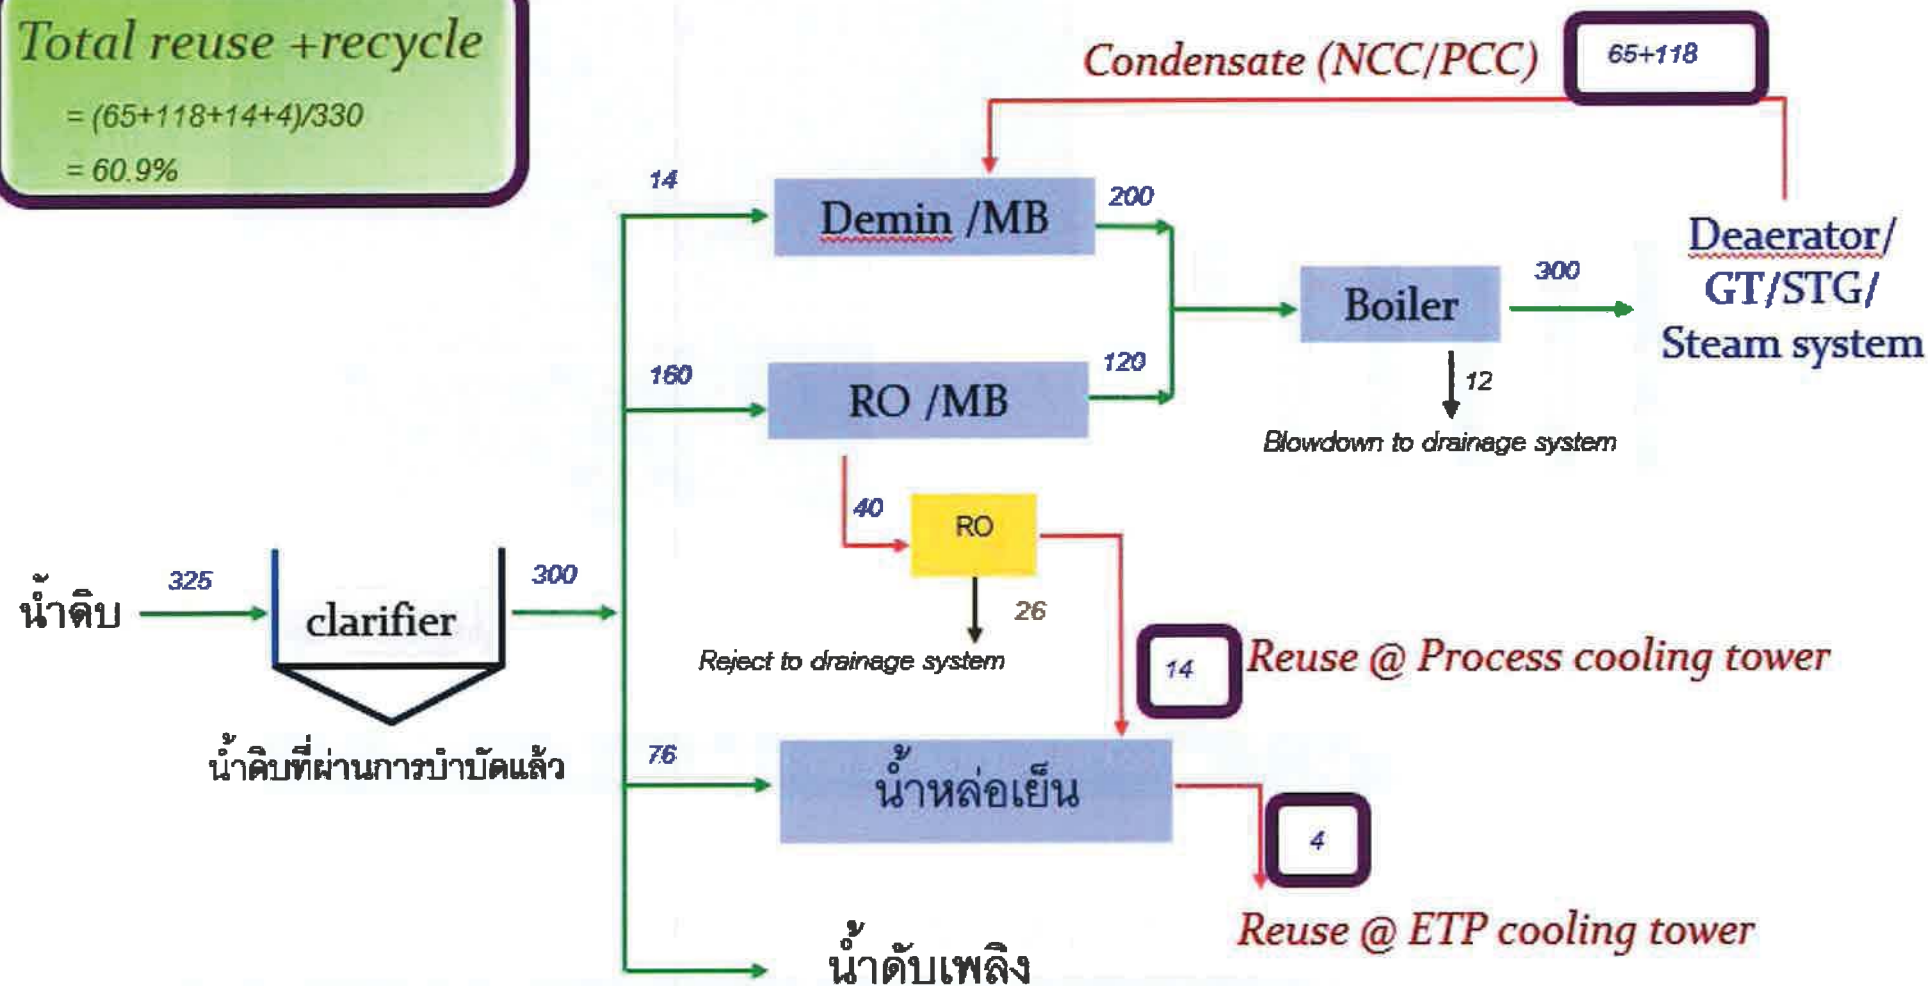 Total reuse +recycle
= (65+118+14+4)/330
= 60.9%
Condensate (NCC/PCC)
65+118
14
Demin /MB
200
Deaerator/
GT/STG/
Steam system
Boiler
300
160
RO /MB
120
12
Blowdown to drainage system
40
RO
26
Reject to drainage system
น้ำดิบ
325
clarifier
300
น้ำดิบที่ผ่านการบำบัดแล้ว
14
Reuse @ Process cooling tower
76
น้ำหล่อเย็น
4
Reuse @ ETP cooling tower
น้ำดับเพลิง